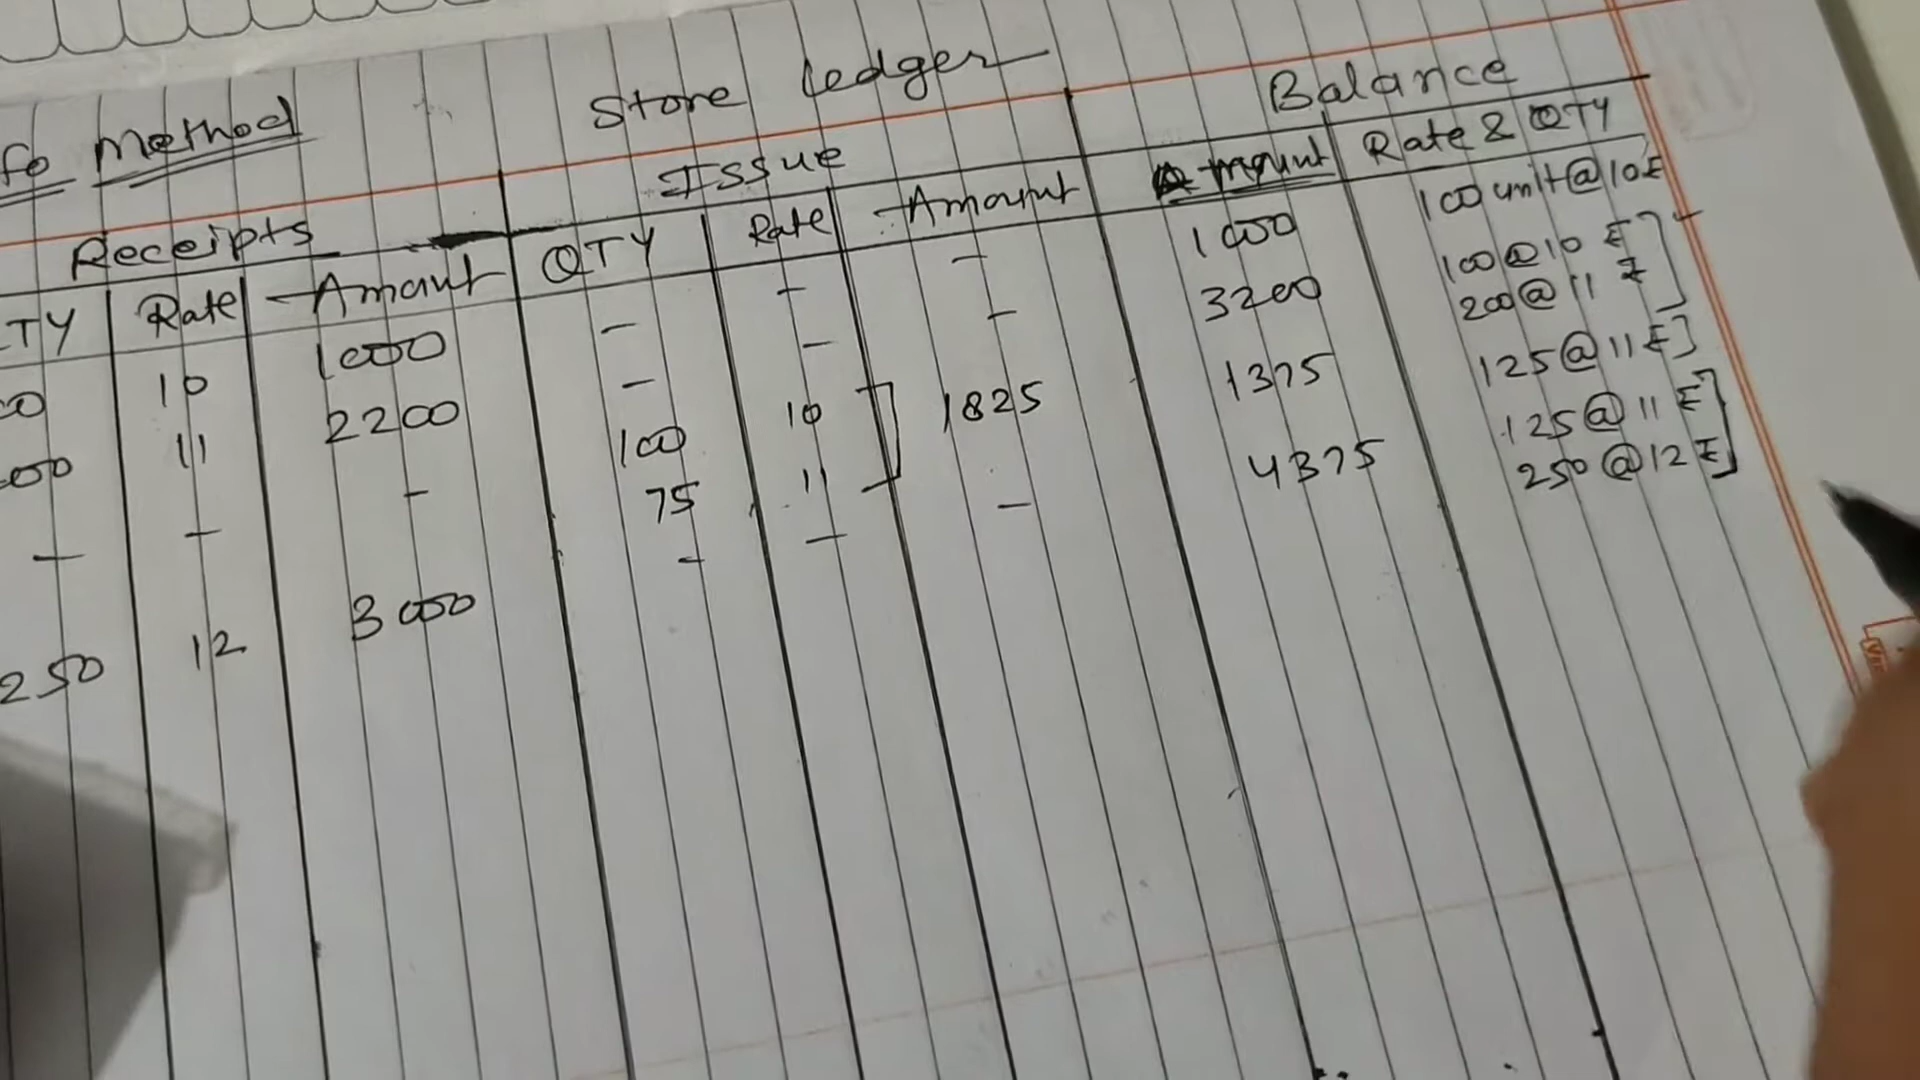 Store ledger
fo Method
Balance
Receipts
Issue
Amount
Rate & QTY
TY Rate Amount QTY Rate Amount
10 1000 - - - 1000 100 unit@10₹
00 11 2200 - - - 3200 100@10 ₹
200@11 ₹
- - - 100 10 1825 1375 125@11₹
75 11
250 12 3000 - - - 4375 125@11 ₹
250@12 ₹